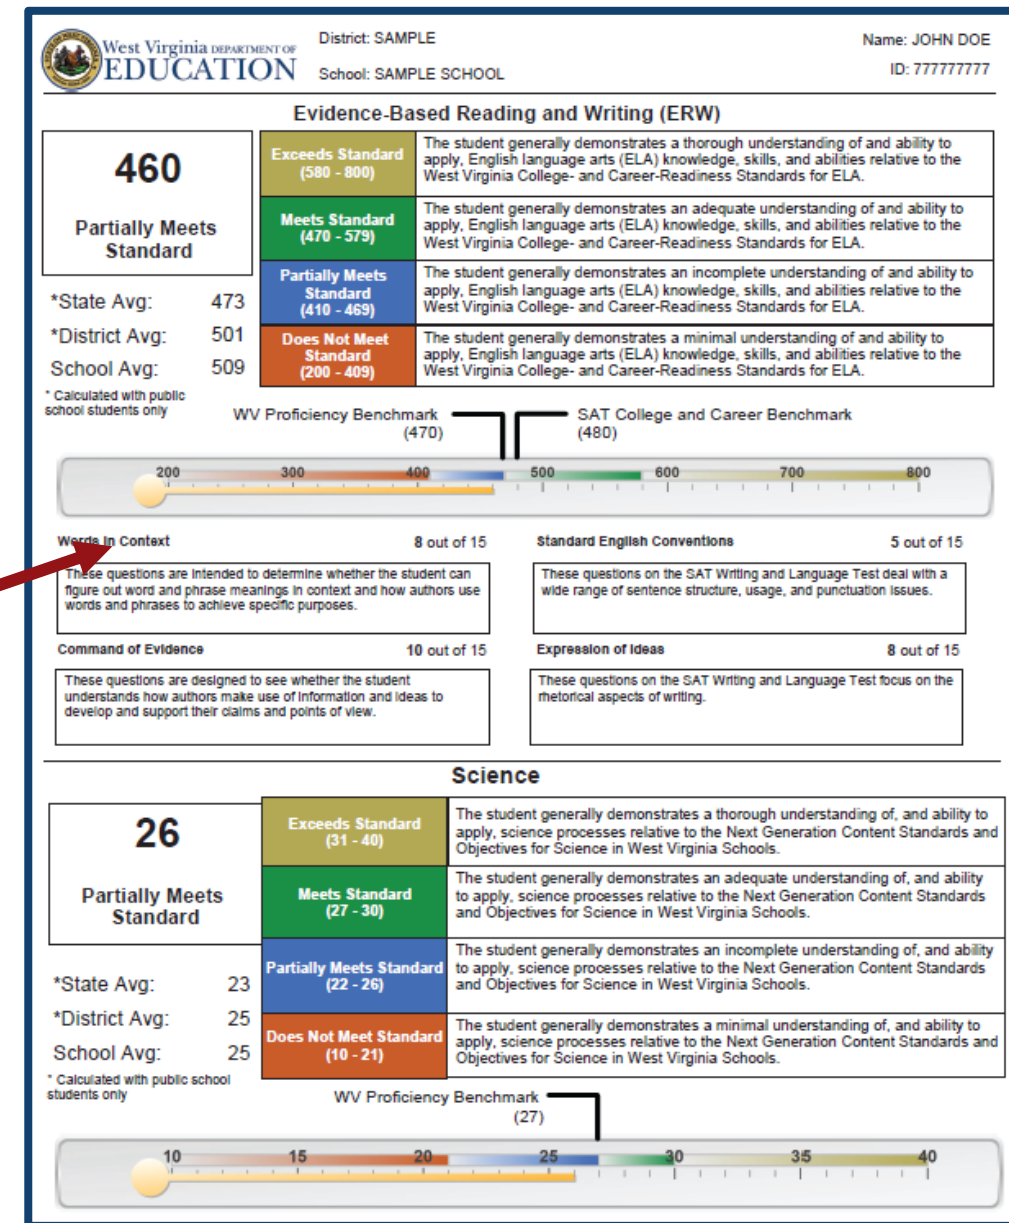 West Virginia DEPARTMENT OF
EDUCATION
District: SAMPLE
School: SAMPLE SCHOOL
Name: JOHN DOE
ID: 777777777
Evidence-Based Reading and Writing (ERW)
460
Partially Meets
Standard
*State Avg: 473
*District Avg: 501
School Avg: 509
* Calculated with public
school students only
Exceeds Standard
(580 - 800)
The student generally demonstrates a thorough understanding of and ability to
apply, English language arts (ELA) knowledge, skills, and abilities relative to the
West Virginia College- and Career-Readiness Standards for ELA.
Meets Standard
(470 - 579)
The student generally demonstrates an adequate understanding of and ability to
apply, English language arts (ELA) knowledge, skills, and abilities relative to the
West Virginia College- and Career-Readiness Standards for ELA.
Partially Meets
Standard
(410 - 469)
The student generally demonstrates an incomplete understanding of and ability to
apply, English language arts (ELA) knowledge, skills, and abilities relative to the
West Virginia College- and Career-Readiness Standards for ELA.
Does Not Meet
Standard
(200 - 409)
The student generally demonstrates a minimal understanding of and ability to
apply, English language arts (ELA) knowledge, skills, and abilities relative to the
West Virginia College- and Career-Readiness Standards for ELA.
WV Proficiency Benchmark
(470)
SAT College and Career Benchmark
(480)
200 300 400 500 600 700 800
Words in Context 8 out of 15
These questions are intended to determine whether the student can
figure out word and phrase meanings in context and how authors use
words and phrases to achieve specific purposes.
Standard English Conventions 5 out of 15
These questions on the SAT Writing and Language Test deal with a
wide range of sentence structure, usage, and punctuation issues.
Command of Evidence 10 out of 15
These questions are designed to see whether the student
understands how authors make use of information and ideas to
develop and support their claims and points of view.
Expression of Ideas 8 out of 15
These questions on the SAT Writing and Language Test focus on the
rhetorical aspects of writing.
Science
26
Partially Meets
Standard
*State Avg: 23
*District Avg: 25
School Avg: 25
* Calculated with public school
students only
Exceeds Standard
(31 - 40)
The student generally demonstrates a thorough understanding of, and ability to
apply, science processes relative to the Next Generation Content Standards and
Objectives for Science in West Virginia Schools.
Meets Standard
(27 - 30)
The student generally demonstrates an adequate understanding of, and ability
to apply, science processes relative to the Next Generation Content Standards
and Objectives for Science in West Virginia Schools.
Partially Meets Standard
(22 - 26)
The student generally demonstrates an incomplete understanding of, and ability
to apply, science processes relative to the Next Generation Content Standards
and Objectives for Science in West Virginia Schools.
Does Not Meet Standard
(10 - 21)
The student generally demonstrates a minimal understanding of, and ability to
apply, science processes relative to the Next Generation Content Standards and
Objectives for Science in West Virginia Schools.
WV Proficiency Benchmark
(27)
10 15 20 25 30 35 40